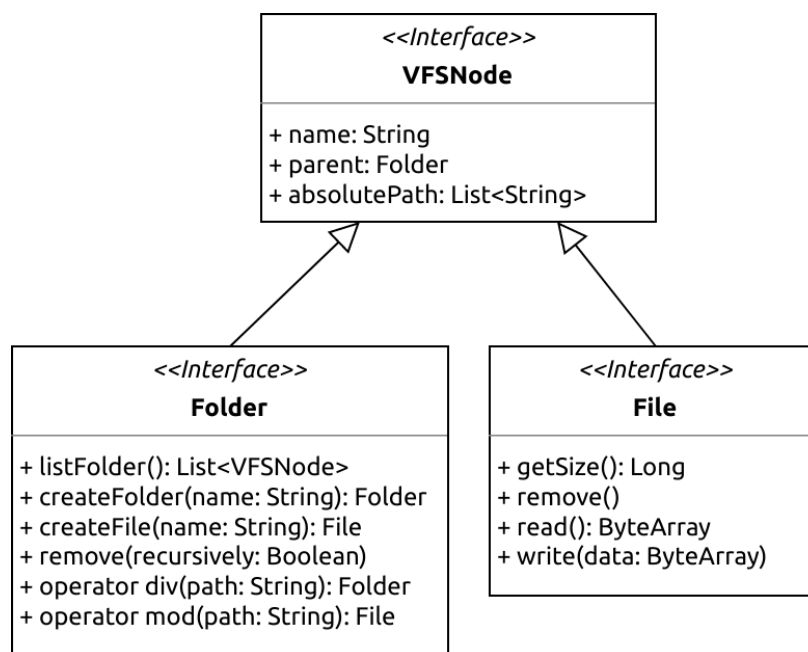 <<Interface>>
VFSNode
+ name: String
+ parent: Folder
+ absolutePath: List<String>
<<Interface>>
Folder
+ listFolder(): List<VFSNode>
+ createFolder(name: String): Folder
+ createFile(name: String): File
+ remove(recursively: Boolean)
+ operator div(path: String): Folder
+ operator mod(path: String): File
<<Interface>>
File
+ getSize(): Long
+ remove()
+ read(): ByteArray
+ write(data: ByteArray)